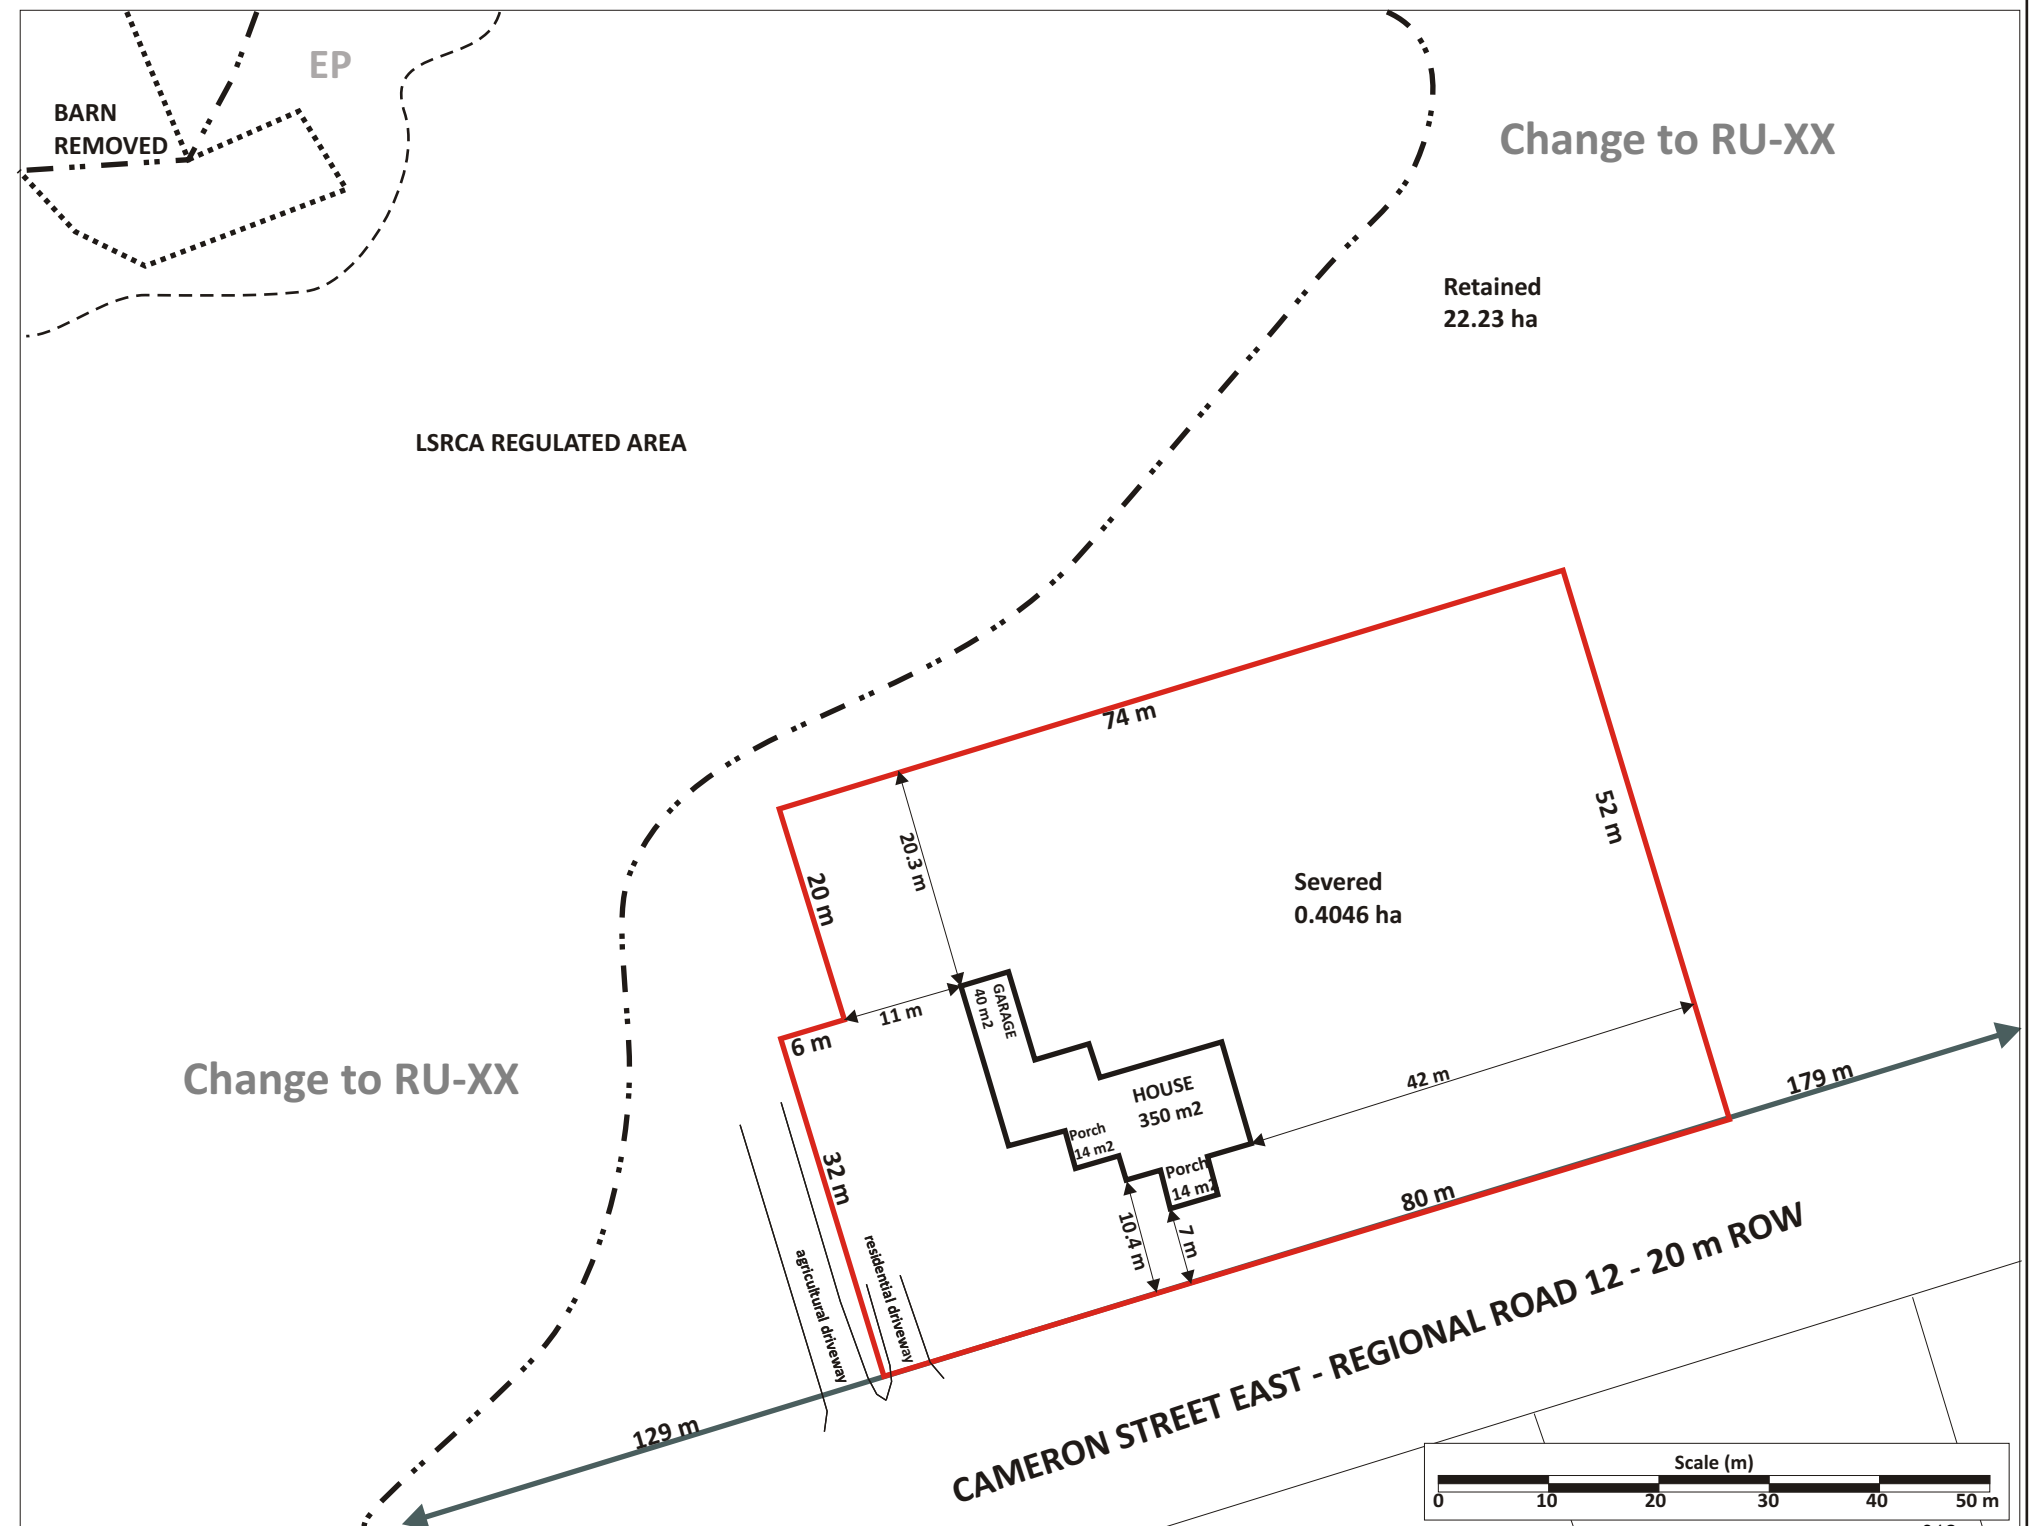 EP
BARN
REMOVED
Change to RU-XX
Retained
22.23 ha
LSRCA REGULATED AREA
74 m
52 m
20.3 m
20 m
Severed
0.4046 ha
GARAGE
40 m2
11 m
6 m
HOUSE
350 m2
42 m
179 m
Change to RU-XX
Porch
14 m2
Porch
14 m2
32 m
80 m
10.4 m
7 m
agricultural driveway
residential driveway
129 m
CAMERON STREET EAST - REGIONAL ROAD 12 - 20 m ROW
Scale (m)
0 10 20 30 40 50 m